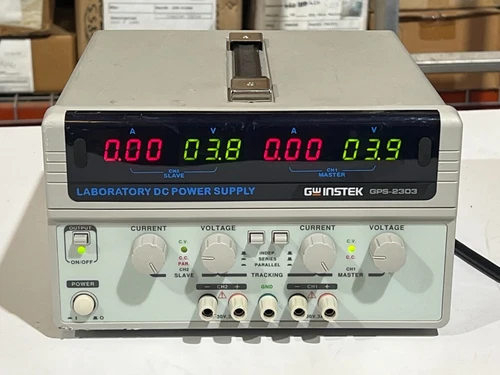 A V A V
0.00 03.8 0.00 03.9
CH2 CH1
SLAVE MASTER
LABORATORY DC POWER SUPPLY GWINSTEK GPS-2303
OUTPUT CURRENT VOLTAGE CURRENT VOLTAGE
ON/OFF
C.V. C.V.
C.C. C.C.
PAR.
CH2 CH1
SLAVE MASTER
INDEP.
SERIES
PARALLEL
TRACKING
POWER
CH2 GND CH1
- + - +